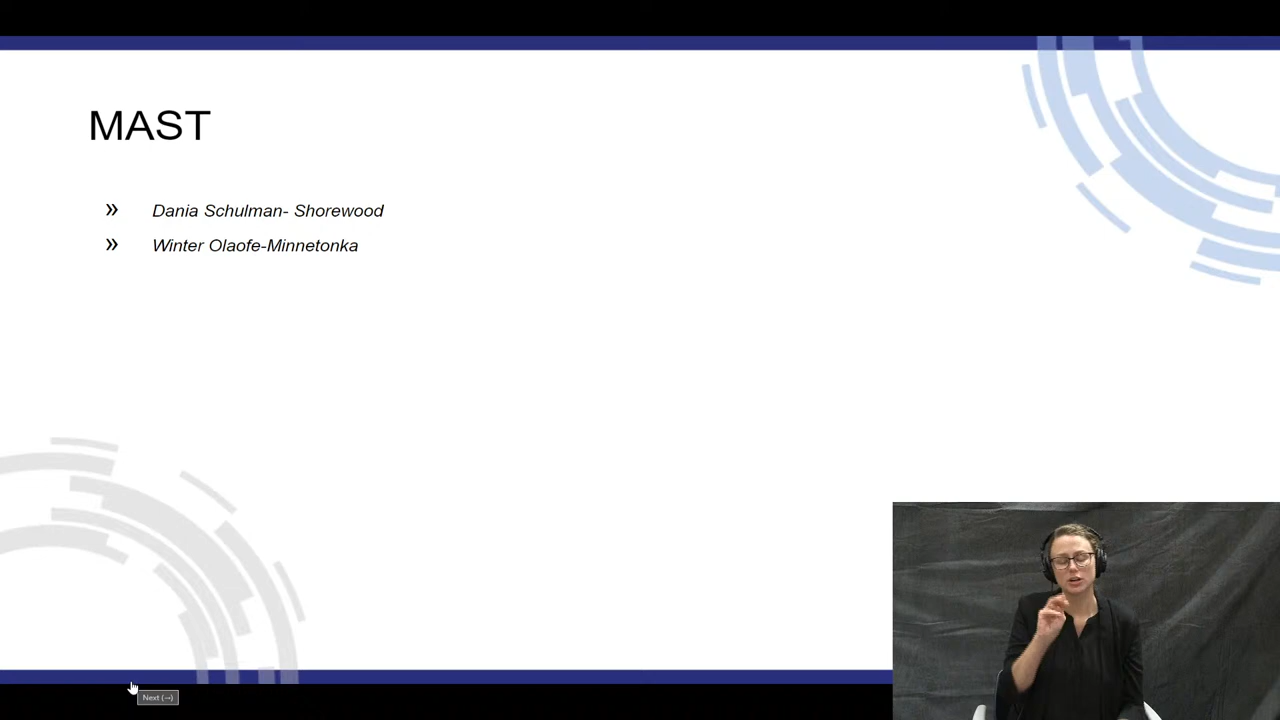 MAST
» Dania Schulman- Shorewood
» Winter Olaofe-Minnetonka
Next (→)